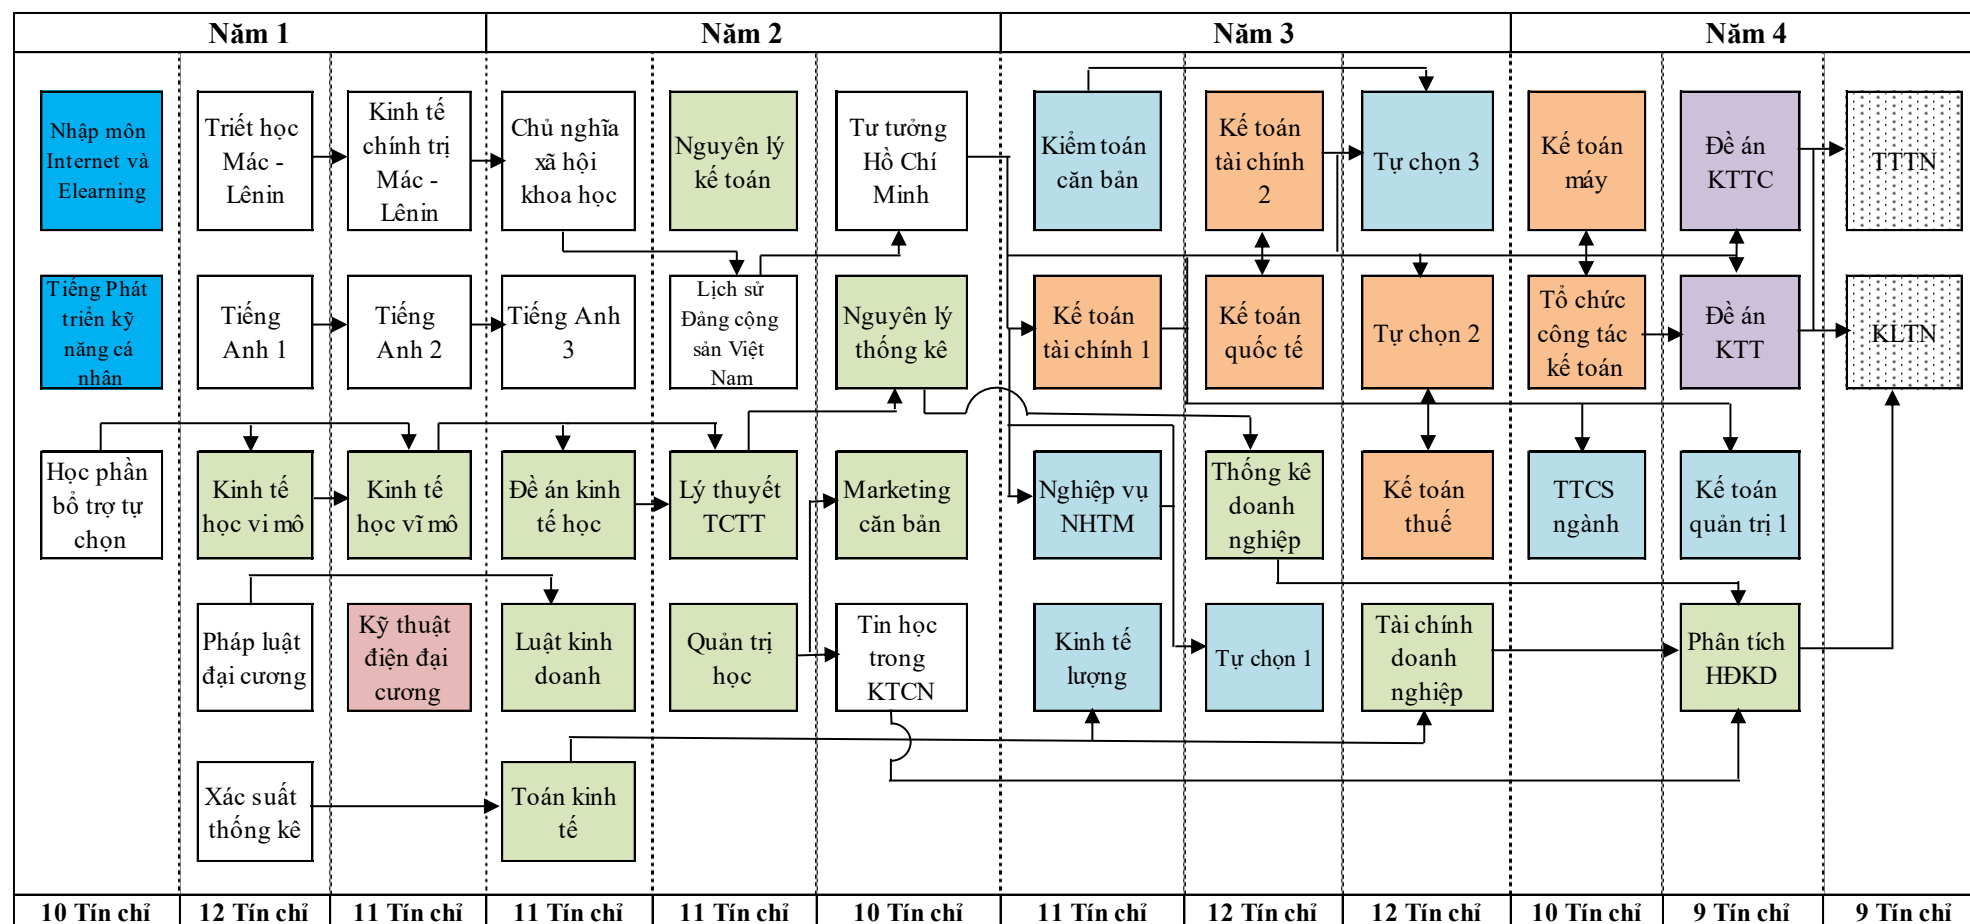 Năm 1
Năm 2
Năm 3
Năm 4
Nhập môn
Internet và
Elearning
Triết học
Mác -
Lênin
Kinh tế
chính trị
Mác -
Lênin
Chủ nghĩa
xã hội
khoa học
Nguyên lý
kế toán
Tư tưởng
Hồ Chí
Minh
Kiểm toán
căn bản
Kế toán
tài chính
2
Tự chọn 3
Kế toán
máy
Đề án
KTTC
TTTN
Tiếng Phát
triển kỹ
năng cá
nhân
Tiếng
Anh 1
Tiếng
Anh 2
Tiếng Anh
3
Lịch sử
Đảng cộng
sản Việt
Nam
Nguyên lý
thống kê
Kế toán
tài chính 1
Kế toán
quốc tế
Tự chọn 2
Tổ chức
công tác
kế toán
Đề án
KTT
KLTN
Học phần
bổ trợ tự
chọn
Kinh tế
học vi mô
Kinh tế
học vĩ mô
Đề án kinh
tế học
Lý thuyết
TCTT
Marketing
căn bản
Nghiệp vụ
NHTM
Thống kê
doanh
nghiệp
Kế toán
thuế
TTCS
ngành
Kế toán
quản trị 1
Pháp luật
đại cương
Kỹ thuật
điện đại
cương
Luật kinh
doanh
Quản trị
học
Tin học
trong
KTCN
Kinh tế
lượng
Tự chọn 1
Tài chính
doanh
nghiệp
Phân tích
HĐKD
Xác suất
thống kê
Toán kinh
tế
10 Tín chỉ
12 Tín chỉ
11 Tín chỉ
11 Tín chỉ
11 Tín chỉ
10 Tín chỉ
11 Tín chỉ
12 Tín chỉ
12 Tín chỉ
10 Tín chỉ
9 Tín chỉ
9 Tín chỉ